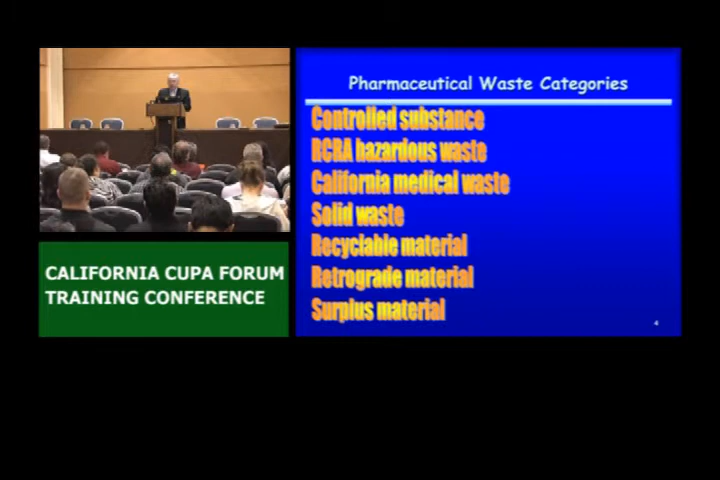 Pharmaceutical Waste Categories
Controlled substance
RCRA hazardous waste
California medical waste
Solid waste
Recyclable material
Retrograde material
Surplus material
4
CALIFORNIA CUPA FORUM
TRAINING CONFERENCE